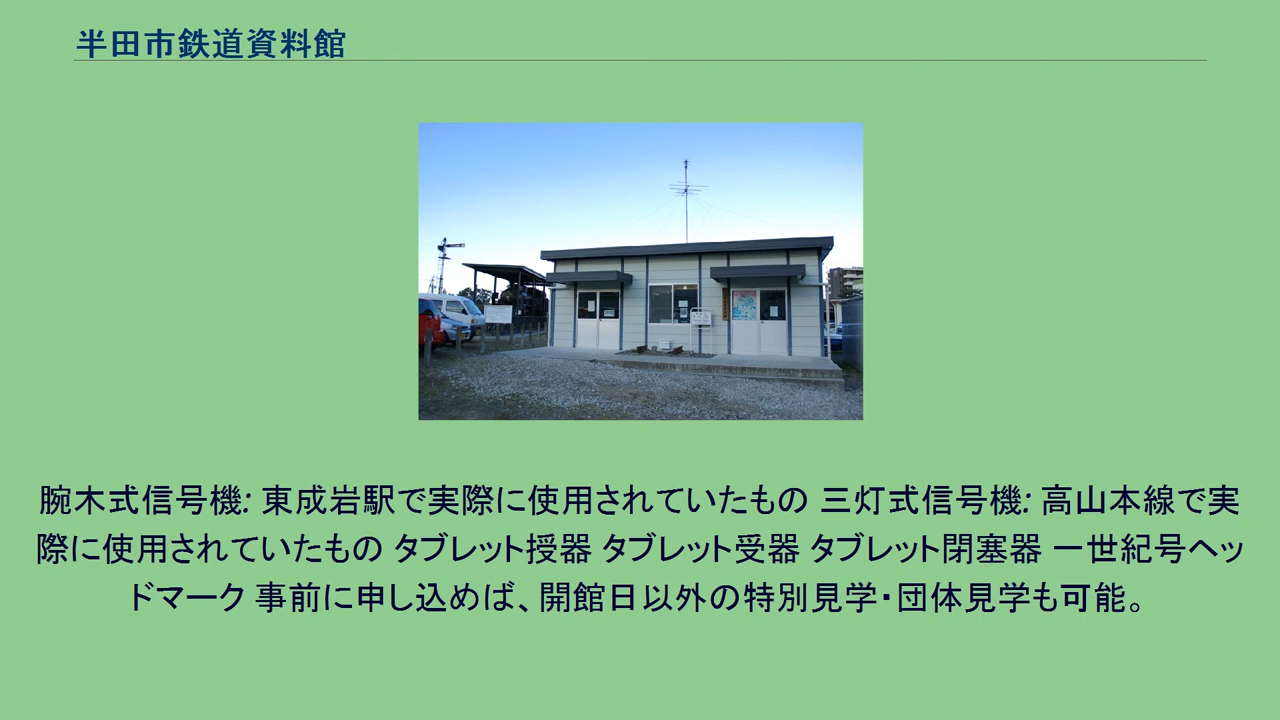 半田市鉄道資料館
腕木式信号機: 東成岩駅で実際に使用されていたもの 三灯式信号機: 高山本線で実
際に使用されていたもの タブレット授器 タブレット受器 タブレット閉塞器 一世紀号ヘッ
ドマーク 事前に申し込めば、開館日以外の特別見学・団体見学も可能。